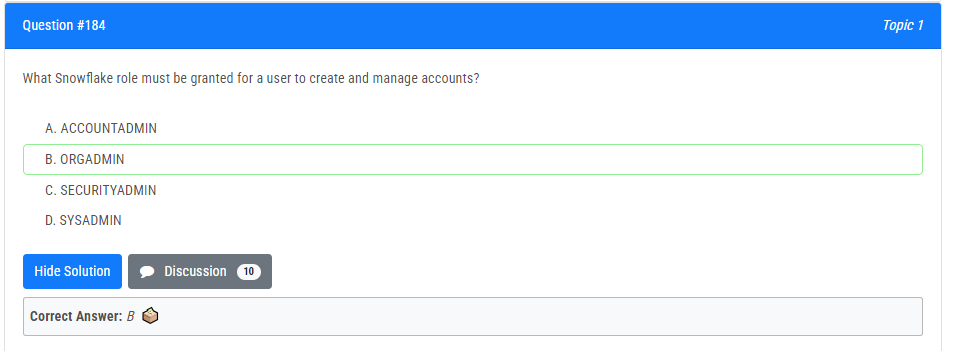 Question #184
Topic 1
What Snowflake role must be granted for a user to create and manage accounts?
A. ACCOUNTADMIN
B. ORGADMIN
C. SECURITYADMIN
D. SYSADMIN
Hide Solution
Discussion 10
Correct Answer: B